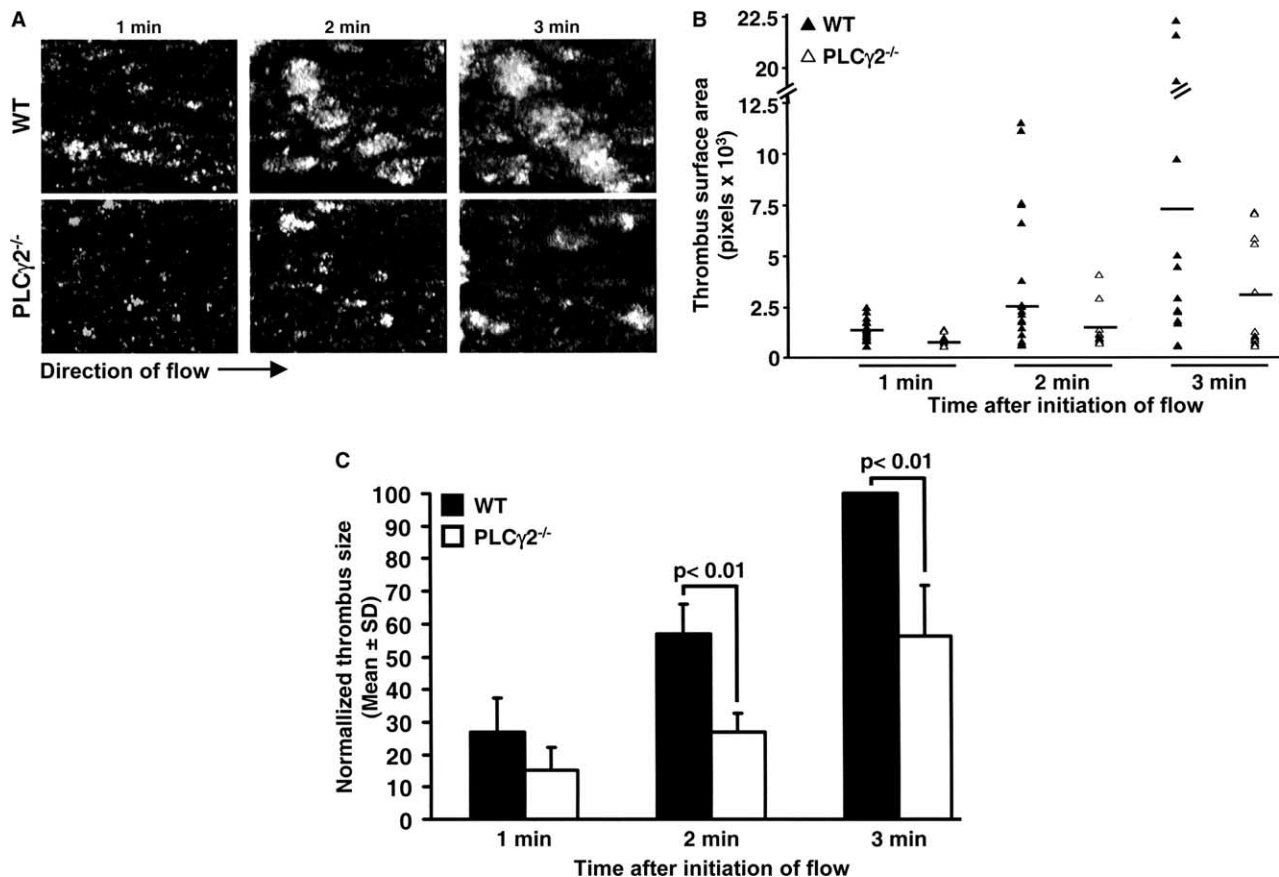 A
1 min 2 min 3 min
WT
PLCγ2-/-
Direction of flow
B
WT
PLCγ2-/-
Thrombus surface area
(pixels x 10³)
22.5
20
12.5
7.5
5
2.5
0
1 min 2 min 3 min
Time after initiation of flow
C
WT
PLCγ2-/-
p< 0.01
p< 0.01
Normallized thrombus size
(Mean ± SD)
100
90
80
70
60
50
40
30
20
10
0
1 min 2 min 3 min
Time after initiation of flow